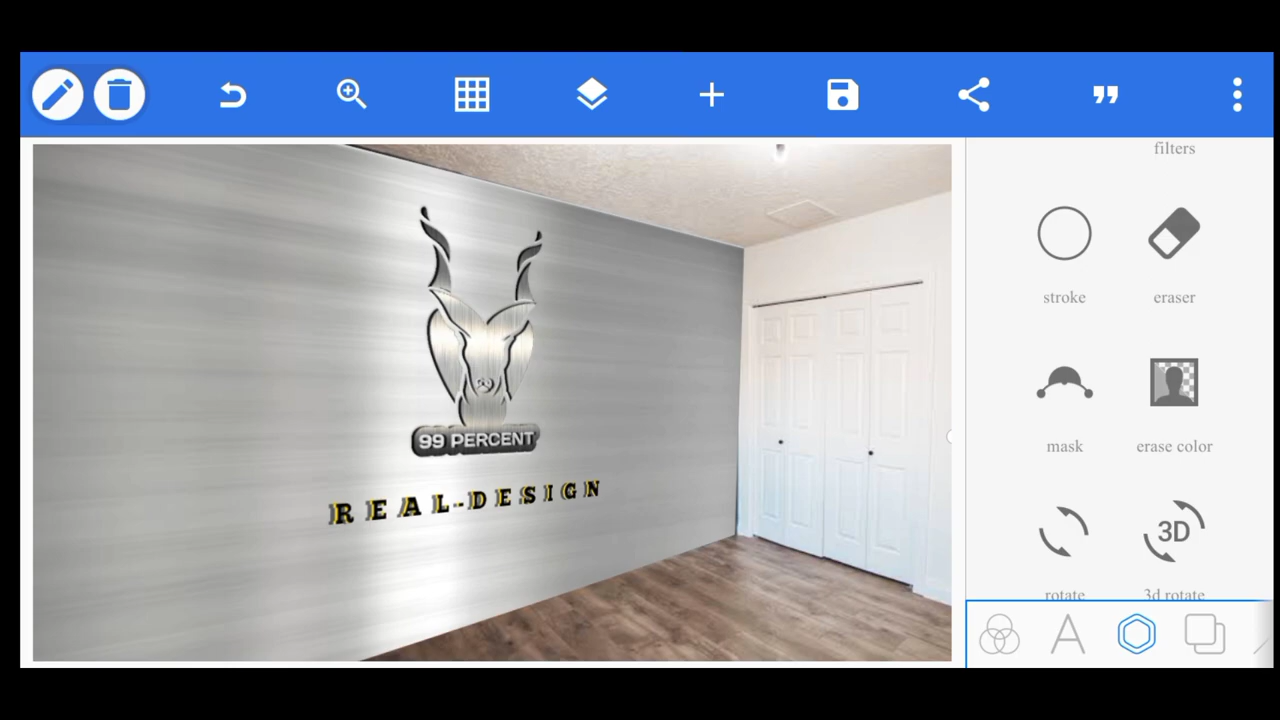 filters
stroke
eraser
99 PERCENT
mask
erase color
REAL-DESIGN
3D
rotate
3d rotate
A